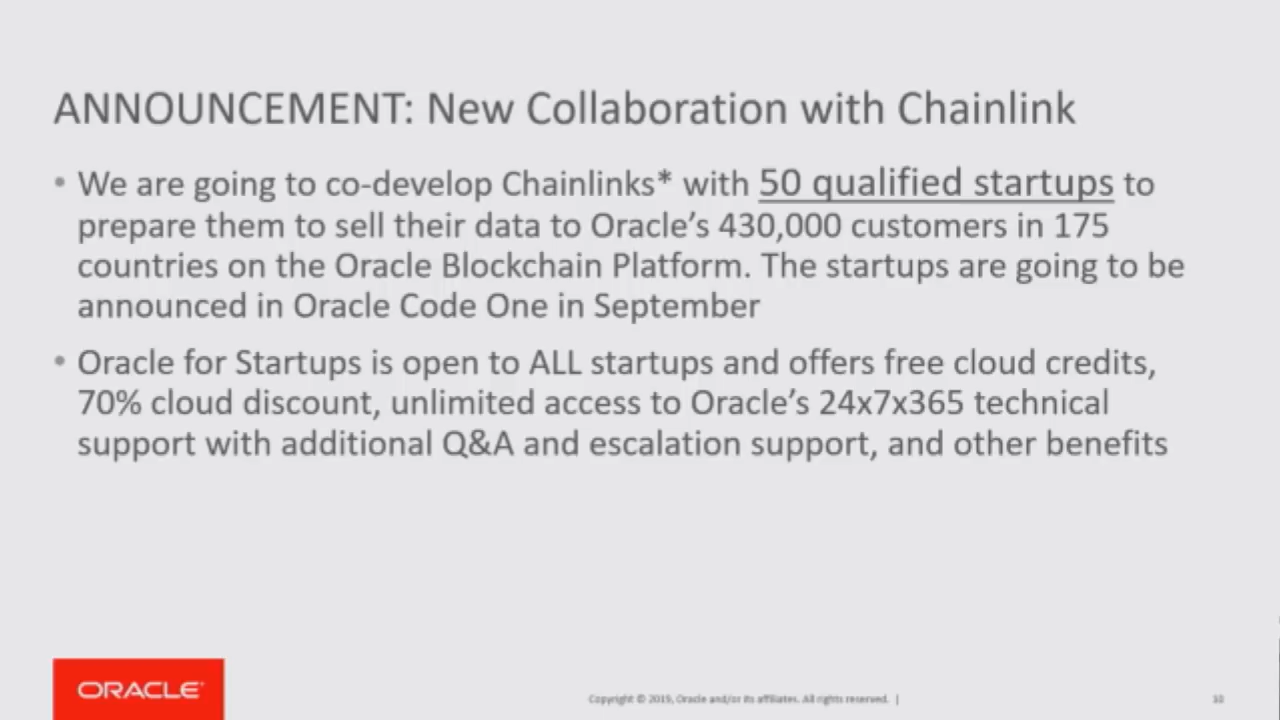 ANNOUNCEMENT: New Collaboration with Chainlink
• We are going to co-develop Chainlinks* with 50 qualified startups to
prepare them to sell their data to Oracle's 430,000 customers in 175
countries on the Oracle Blockchain Platform. The startups are going to be
announced in Oracle Code One in September
• Oracle for Startups is open to ALL startups and offers free cloud credits,
70% cloud discount, unlimited access to Oracle's 24x7x365 technical
support with additional Q&A and escalation support, and other benefits
ORACLE®
Copyright © 2019, Oracle and/or its affiliates. All rights reserved. |